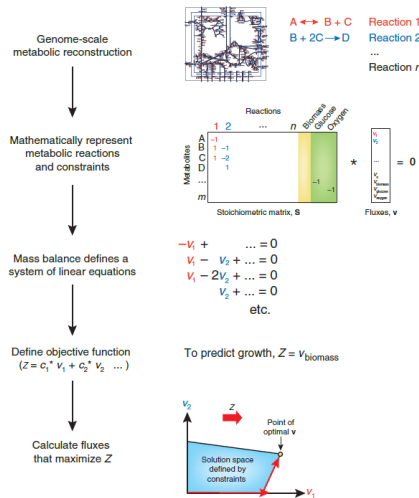 Genome-scale
metabolic reconstruction
A ↔ B + C Reaction 1
B + 2C → D Reaction 2
...
Reaction n
Mathematically represent
metabolic reactions
and constraints
Reactions
1 2 ... n Biomass Glucose Oxygen
Metabolites
A −1
B 1 −1
C 1 −2
D 1
...
−1
m −1
Stoichiometric matrix, S
*
v₁
v₂
...
vₙ
v_biomass
v_glucose
v_oxygen
= 0
Fluxes, v
Mass balance defines a
system of linear equations
−v₁ + ... = 0
v₁ − v₂ + ... = 0
v₁ − 2v₂ + ... = 0
v₂ + ... = 0
etc.
Define objective function
(Z = c₁* v₁ + c₂* v₂ ...)
To predict growth, Z = v_biomass
Calculate fluxes
that maximize Z
v₂
Z
Point of
optimal v
Solution space
defined by
constraints
v₁